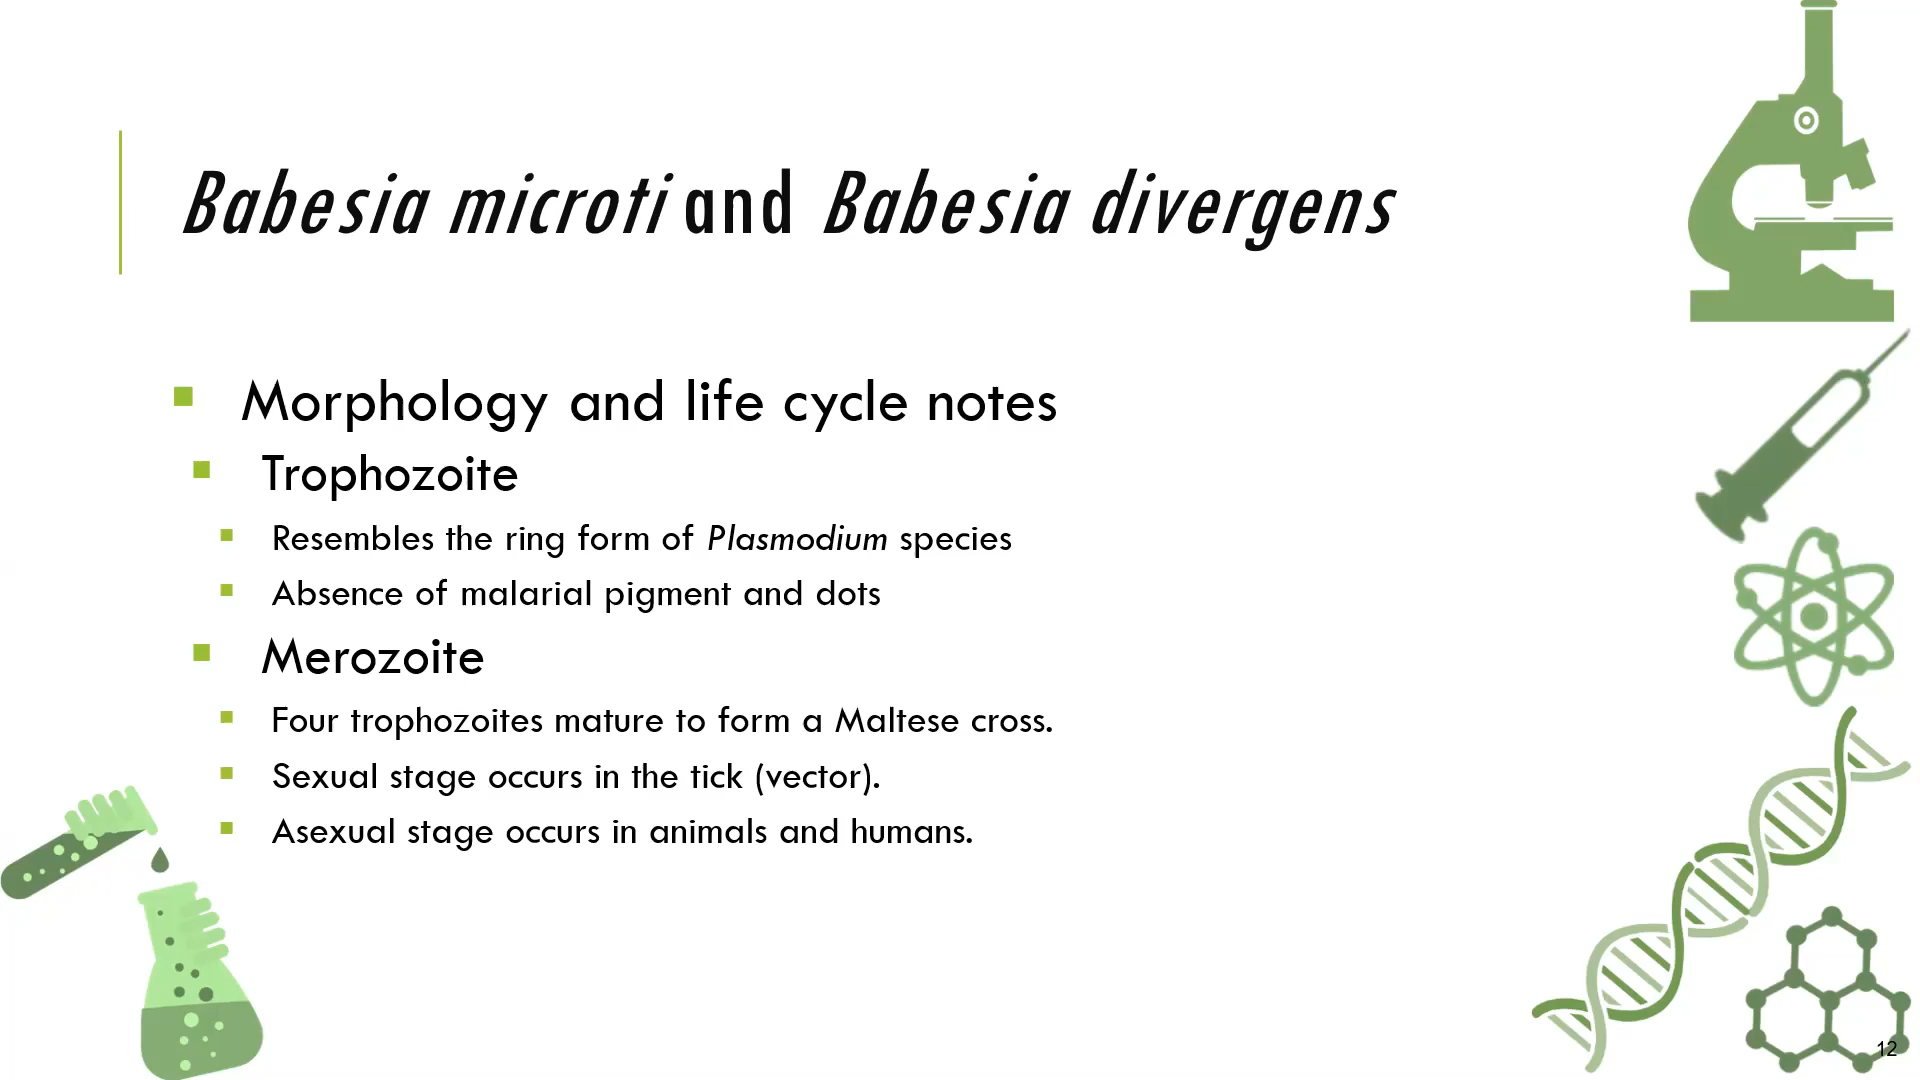 Babesia microti and Babesia divergens
Morphology and life cycle notes
Trophozoite
Resembles the ring form of Plasmodium species
Absence of malarial pigment and dots
Merozoite
Four trophozoites mature to form a Maltese cross.
Sexual stage occurs in the tick (vector).
Asexual stage occurs in animals and humans.
12